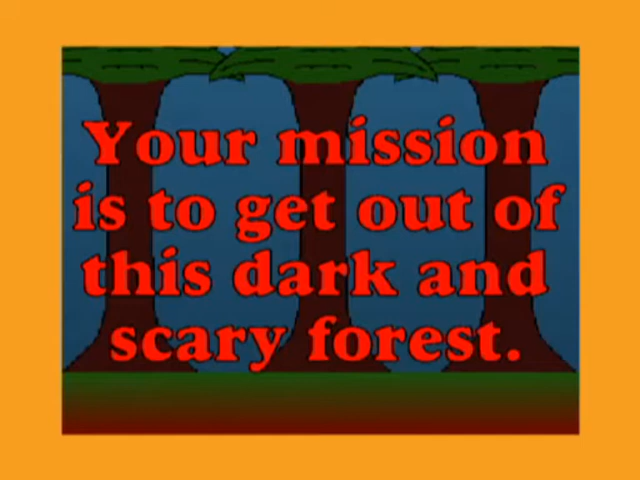 Your mission
is to get out of
this dark and
scary forest.